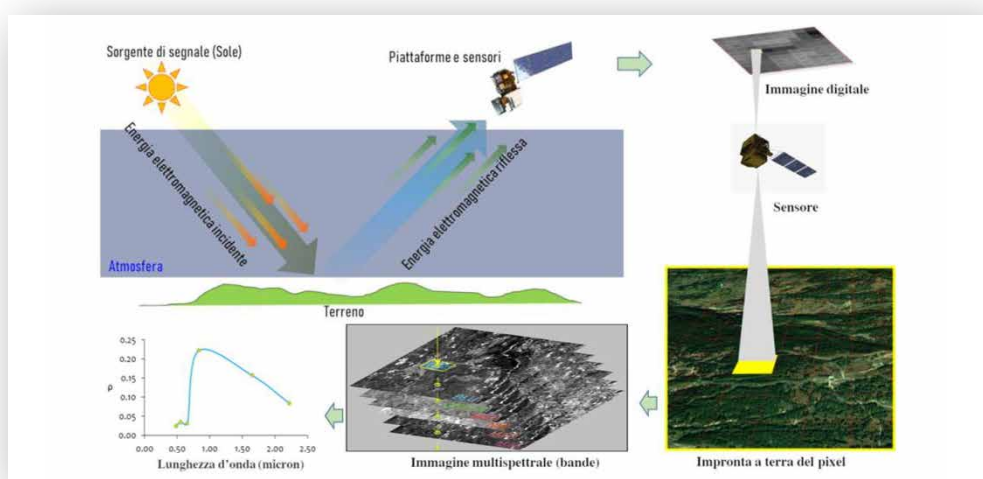 Sorgente di segnale (Sole)
Piattaforme e sensori
Immagine digitale
Energia elettromagnetica incidente
Energia elettromagnetica riflessa
Sensore
Atmosfera
Terreno
0.25
0.20
0.15
0.10
0.05
0.00
ρ
0.00 0.50 1.00 1.50 2.00 2.50
Lunghezza d'onda (micron)
Immagine multispettrale (bande)
Impronta a terra del pixel